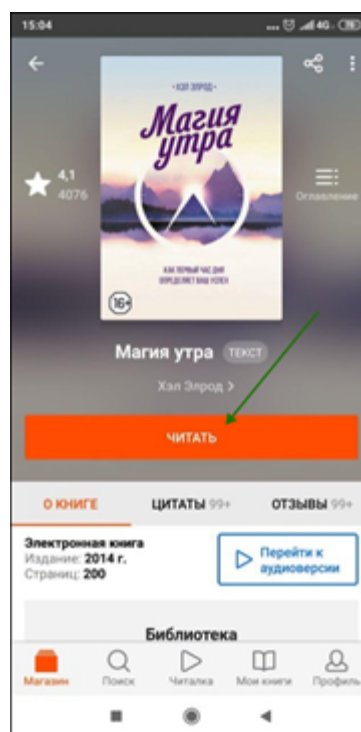 15:04
... 4G
ХЭЛ ЭЛРОД
Магия
утра
КАК ПЕРВЫЙ ЧАС ДНЯ
ОПРЕДЕЛЯЕТ ВАШ УСПЕХ
16+
4,1
4076
Оглавление
Магия утра ТЕКСТ
Хэл Элрод >
ЧИТАТЬ
О КНИГЕ ЦИТАТЫ 99+ ОТЗЫВЫ 99+
Электронная книга
Издание: 2014 г.
Страниц: 200
Перейти к
аудиоверсии
Библиотека
Магазин Поиск Читалка Мои книги Профиль